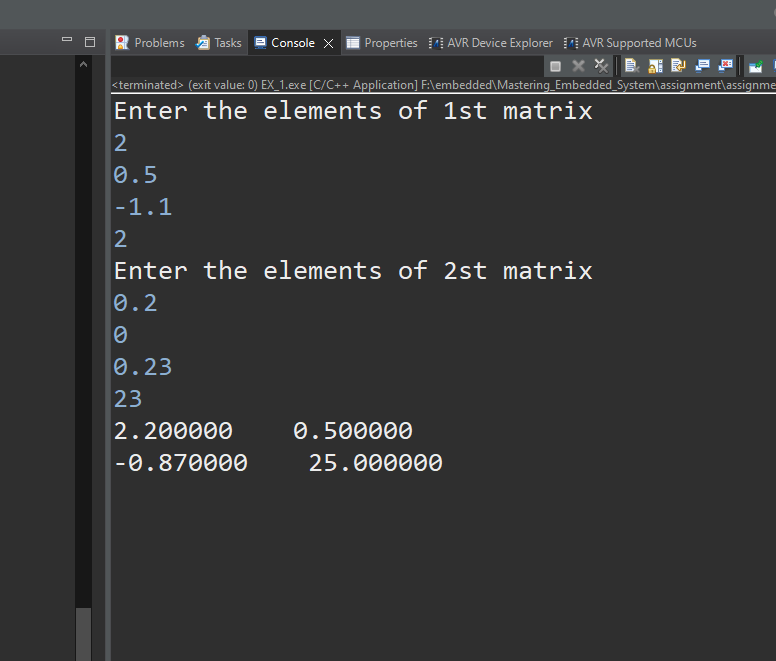 Problems Tasks Console Properties AVR Device Explorer AVR Supported MCUs
<terminated> (exit value: 0) EX_1.exe [C/C++ Application] F:\embedded\Mastering_Embedded_System\assignment\assignme
Enter the elements of 1st matrix
2
0.5
-1.1
2
Enter the elements of 2st matrix
0.2
0
0.23
23
2.200000    0.500000
-0.870000    25.000000